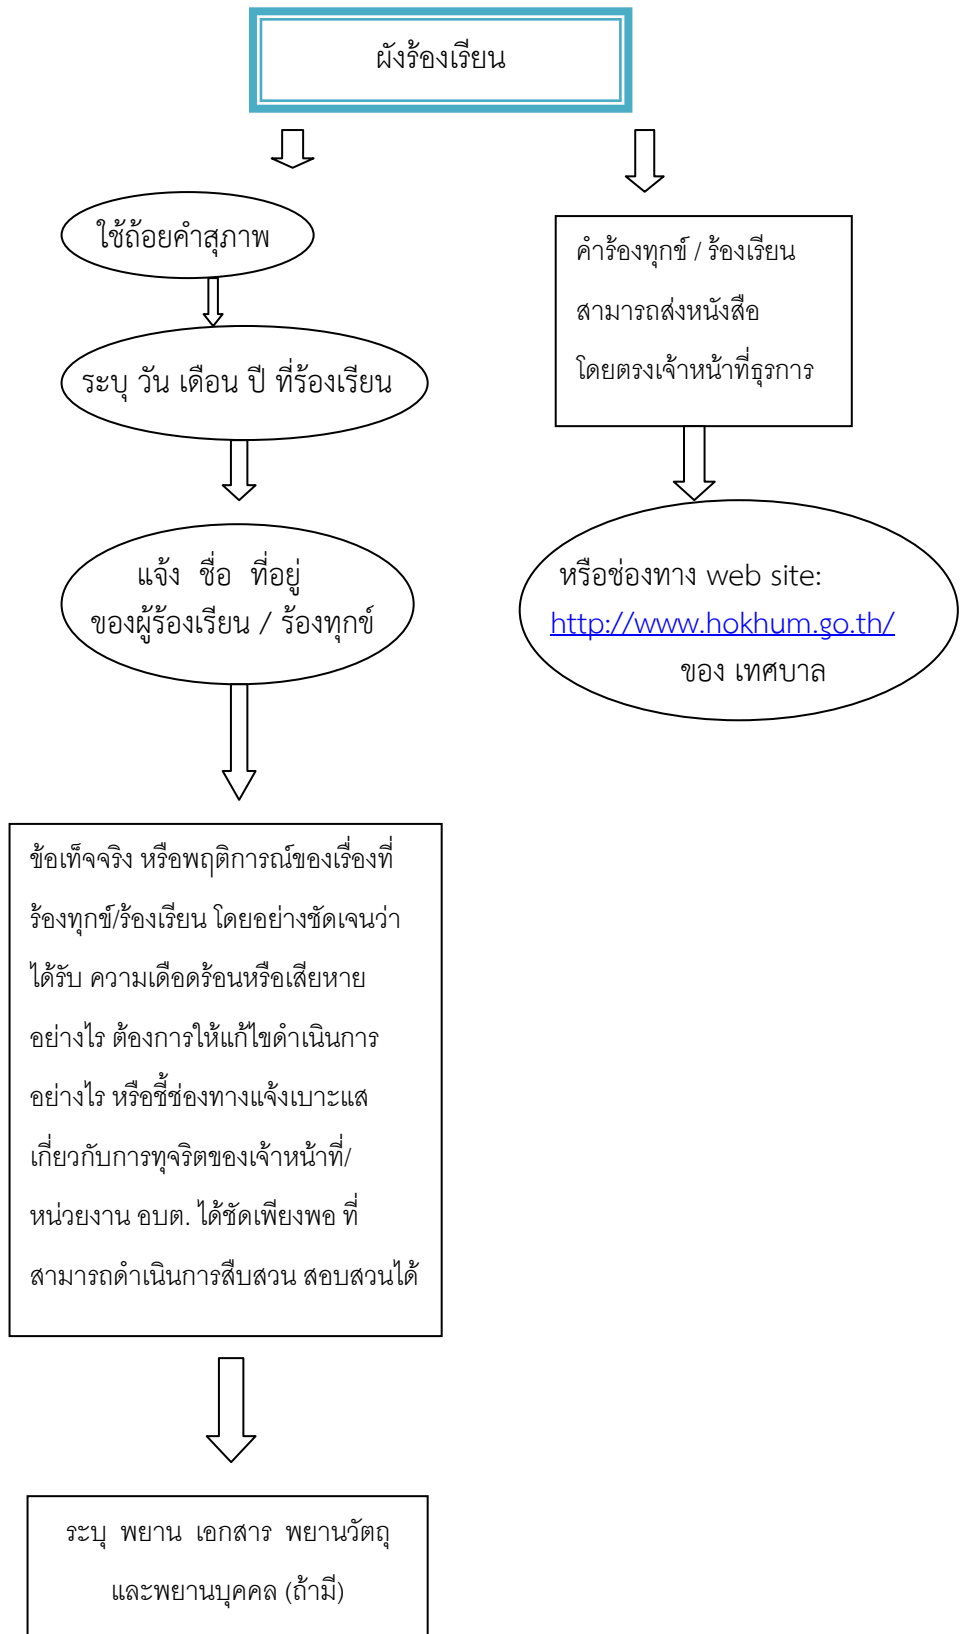 ผังร้องเรียน
ใช้ถ้อยคำสุภาพ
ระบุ วัน เดือน ปี ที่ร้องเรียน
แจ้ง ชื่อ ที่อยู่
ของผู้ร้องเรียน / ร้องทุกข์
ข้อเท็จจริง หรือพฤติการณ์ของเรื่องที่
ร้องทุกข์/ร้องเรียน โดยอย่างชัดเจนว่า
ได้รับ ความเดือดร้อนหรือเสียหาย
อย่างไร ต้องการให้แก้ไขดำเนินการ
อย่างไร หรือชี้ช่องทางแจ้งเบาะแส
เกี่ยวกับการทุจริตของเจ้าหน้าที่/
หน่วยงาน อบต. ได้ชัดเพียงพอ ที่
สามารถดำเนินการสืบสวน สอบสวนได้
ระบุ พยาน เอกสาร พยานวัตถุ
และพยานบุคคล (ถ้ามี)
คำร้องทุกข์ / ร้องเรียน
สามารถส่งหนังสือ
โดยตรงเจ้าหน้าที่ธุรการ
หรือช่องทาง web site:
http://www.hokhum.go.th/
ของ เทศบาล